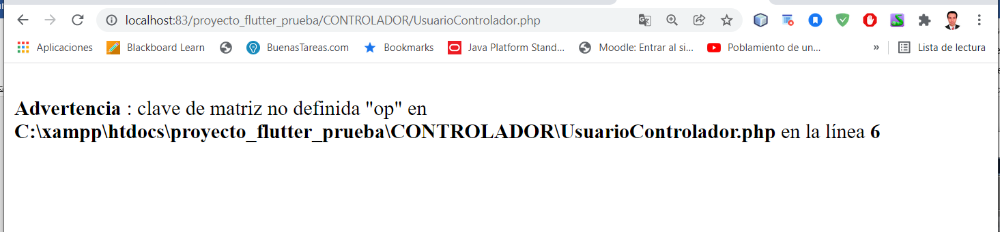 localhost:83/proyecto_flutter_prueba/CONTROLADOR/UsuarioControlador.php
Aplicaciones Blackboard Learn BuenasTareas.com Bookmarks Java Platform Stand... Moodle: Entrar al si... Poblamiento de un... » Lista de lectura
Advertencia : clave de matriz no definida "op" en
C:\xampp\htdocs\proyecto_flutter_prueba\CONTROLADOR\UsuarioControlador.php en la línea 6